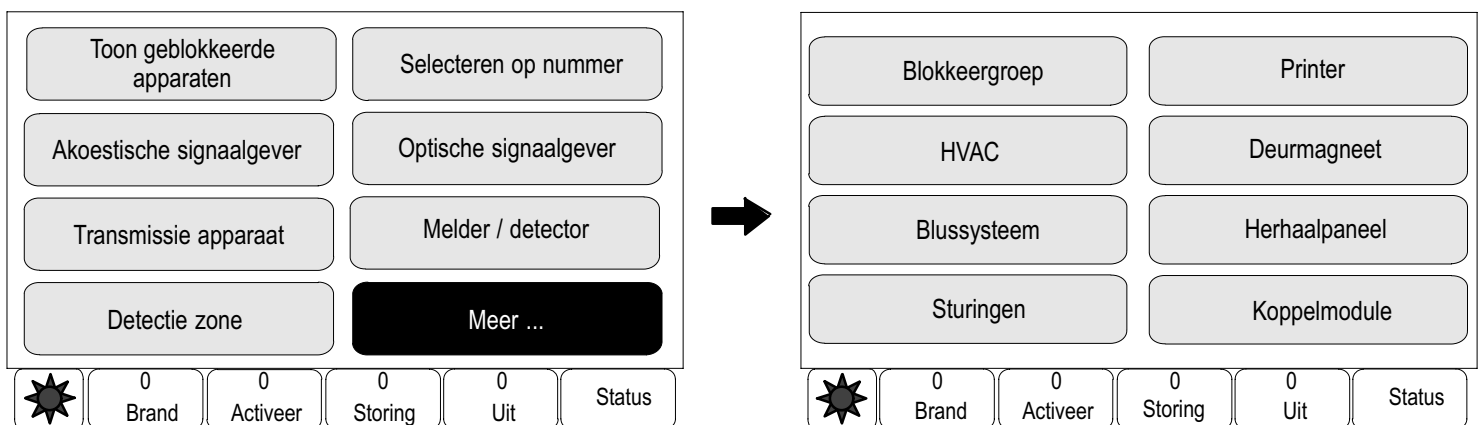 Toon geblokkeerde
apparaten
Selecteren op nummer
Akoestische signaalgever
Optische signaalgever
Transmissie apparaat
Melder / detector
Detectie zone
Meer ...
0
Brand
0
Activeer
0
Storing
0
Uit
Status
Blokkeergroep
Printer
HVAC
Deurmagneet
Blussysteem
Herhaalpaneel
Sturingen
Koppelmodule
0
Brand
0
Activeer
0
Storing
0
Uit
Status